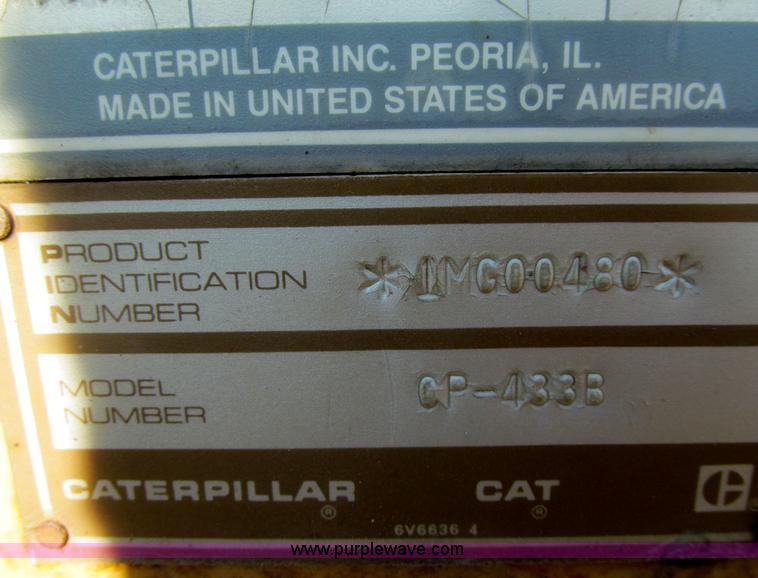 CATERPILLAR INC. PEORIA, IL.
MADE IN UNITED STATES OF AMERICA
PRODUCT
IDENTIFICATION
NUMBER
*1MG00480*
MODEL
NUMBER
CP-433B
CATERPILLAR ® CAT ®
6V6636 4
www.purplewave.com